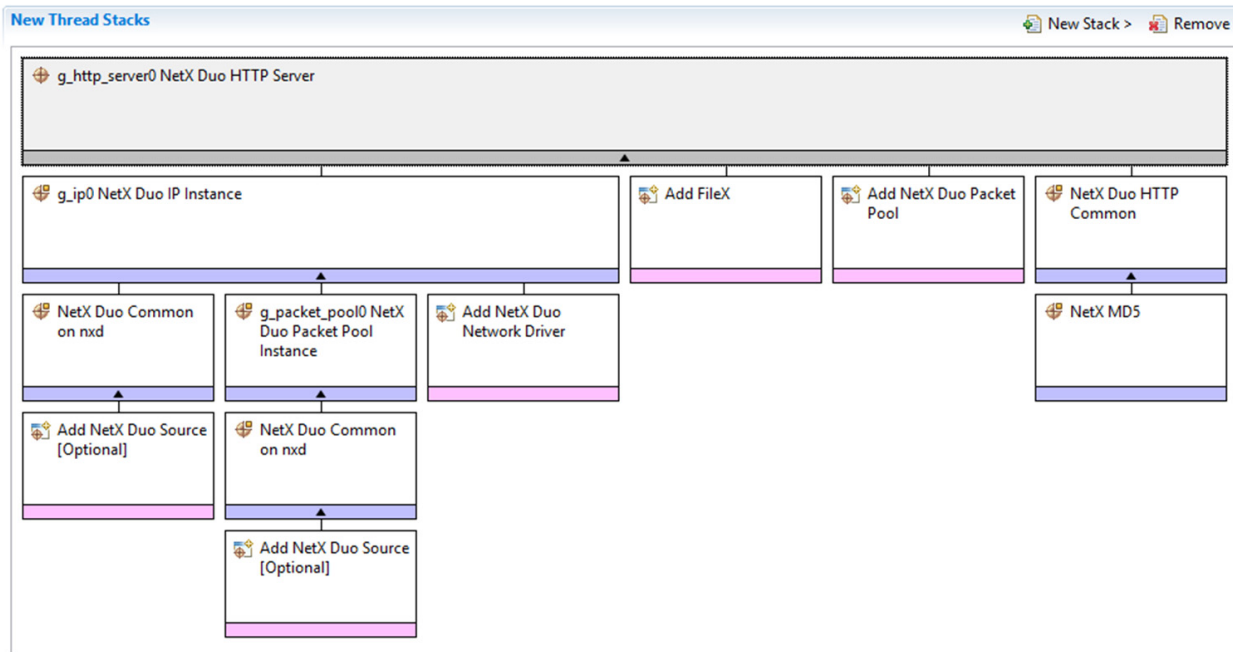 New Thread Stacks
New Stack >
Remove
g_http_server0 NetX Duo HTTP Server
g_ip0 NetX Duo IP Instance
Add FileX
Add NetX Duo Packet
Pool
NetX Duo HTTP
Common
NetX Duo Common
on nxd
g_packet_pool0 NetX
Duo Packet Pool
Instance
Add NetX Duo
Network Driver
NetX MD5
Add NetX Duo Source
[Optional]
NetX Duo Common
on nxd
Add NetX Duo Source
[Optional]